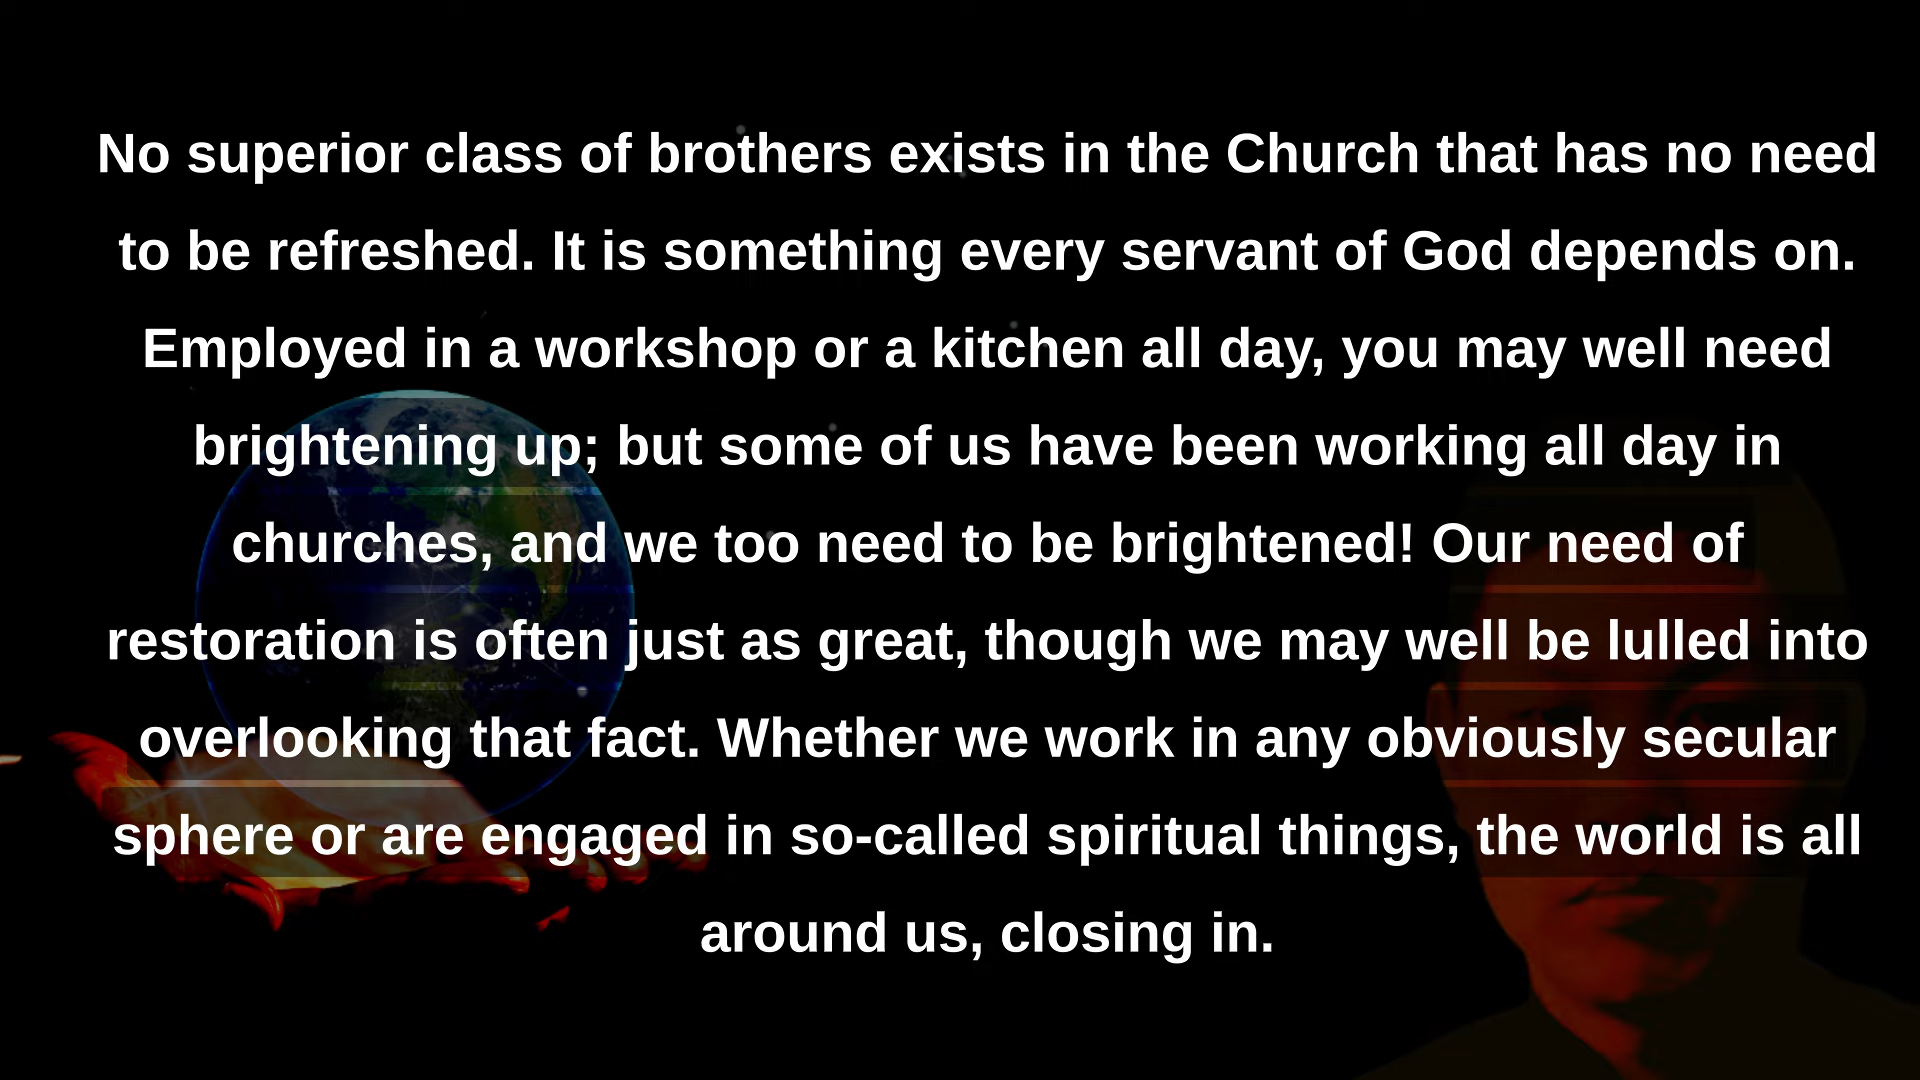 No superior class of brothers exists in the Church that has no need
to be refreshed. It is something every servant of God depends on.
Employed in a workshop or a kitchen all day, you may well need
brightening up; but some of us have been working all day in
churches, and we too need to be brightened! Our need of
restoration is often just as great, though we may well be lulled into
overlooking that fact. Whether we work in any obviously secular
sphere or are engaged in so-called spiritual things, the world is all
around us, closing in.